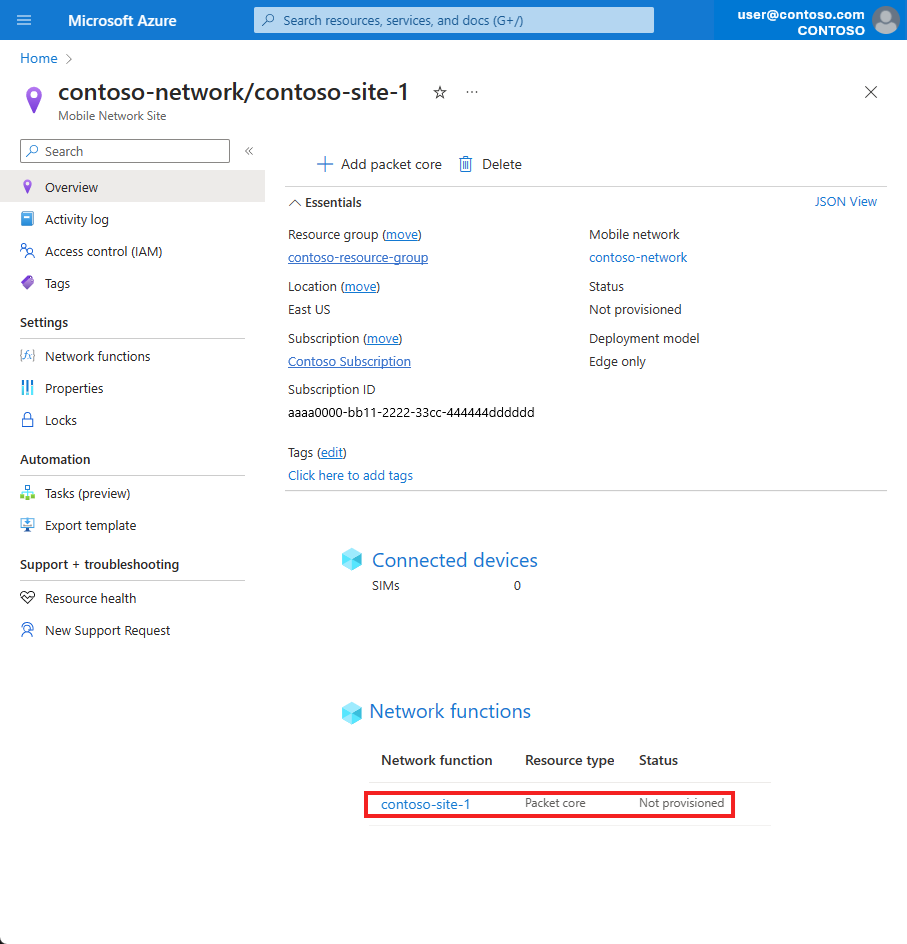 Microsoft Azure
Search resources, services, and docs (G+/)
user@contoso.com
CONTOSO
Home
contoso-network/contoso-site-1
Mobile Network Site
Search
Overview
Activity log
Access control (IAM)
Tags
Settings
Network functions
Properties
Locks
Automation
Tasks (preview)
Export template
Support + troubleshooting
Resource health
New Support Request
Add packet core
Delete
Essentials
JSON View
Resource group (move)
contoso-resource-group
Location (move)
East US
Subscription (move)
Contoso Subscription
Subscription ID
aaaa0000-bb11-2222-33cc-444444dddddd
Mobile network
contoso-network
Status
Not provisioned
Deployment model
Edge only
Tags (edit)
Click here to add tags
Connected devices
SIMs 0
Network functions
Network function Resource type Status
contoso-site-1 Packet core Not provisioned